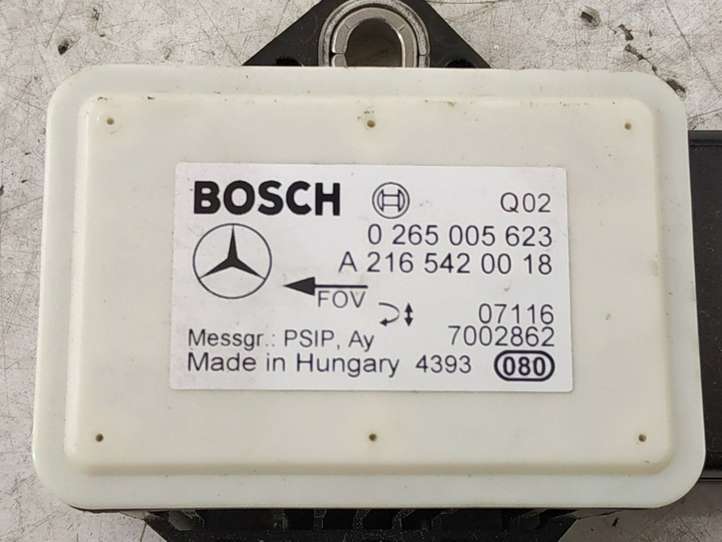 BOSCH Q02
0 265 005 623
A 216 542 00 18
FOV
07116
Messgr.: PSIP, Ay 7002862
Made in Hungary 4393 080